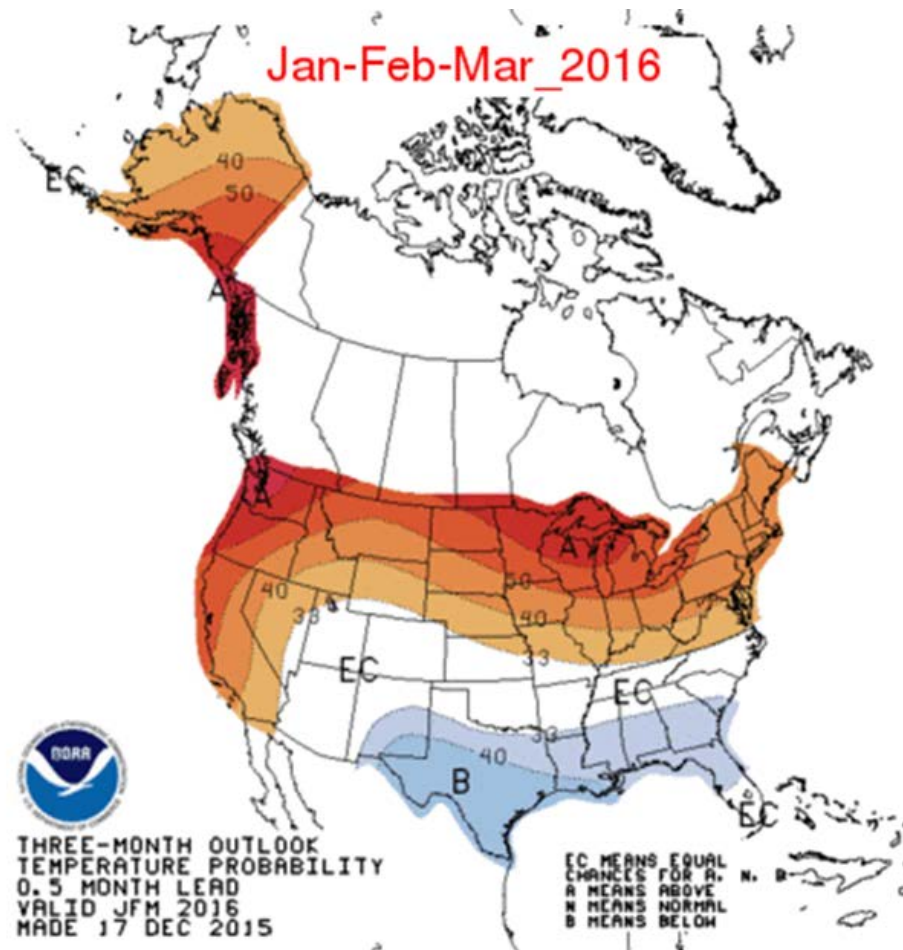 Jan-Feb-Mar_2016
40
EC
50
A
A
A
50
40
40
33
33
EC
EC
33
40
B
NOAA
EC
THREE-MONTH OUTLOOK
TEMPERATURE PROBABILITY
0.5 MONTH LEAD
VALID JFM 2016
MADE 17 DEC 2015
EC MEANS EQUAL
CHANCES FOR A, N, B
A MEANS ABOVE
N MEANS NORMAL
B MEANS BELOW